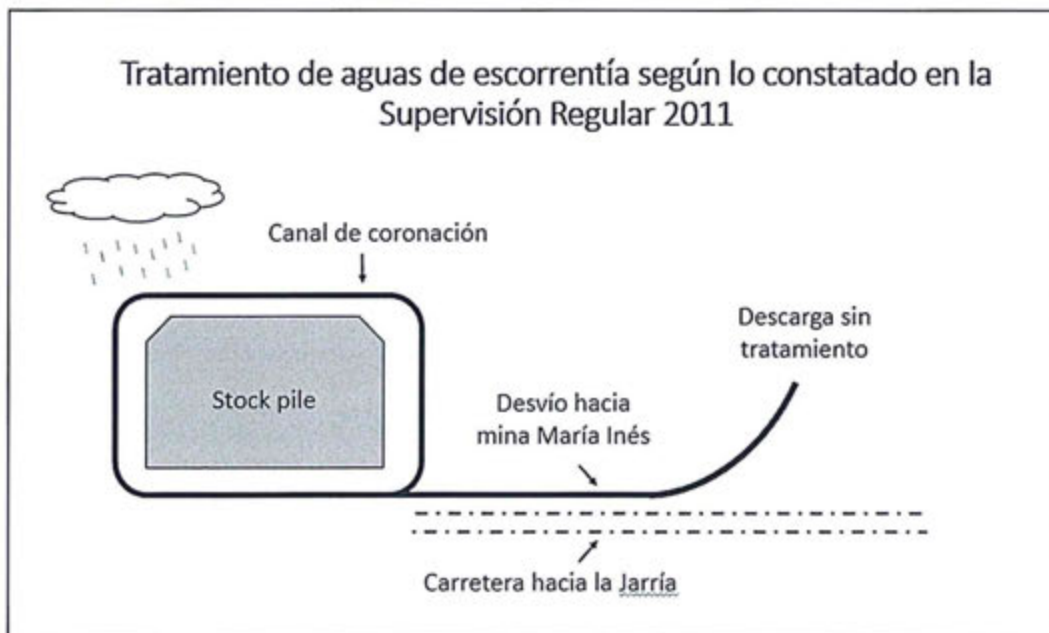 Tratamiento de aguas de escorrentía según lo constatado en la
Supervisión Regular 2011
Canal de coronación
Descarga sin
tratamiento
Stock pile
Desvío hacia
mina María Inés
Carretera hacia la Jarría